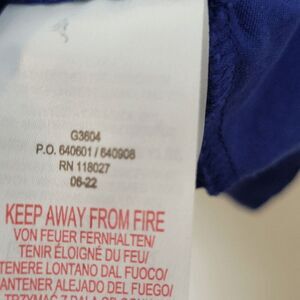 G3604
P.O. 640601 / 640908
RN 118027
06-22
KEEP AWAY FROM FIRE
VON FEUER FERNHALTEN/
TENIR ÉLOIGNÉ DU FEU/
TENERE LONTANO DAL FUOCO/
MANTENER ALEJADO DEL FUEGO/